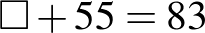 □ + 55 = 83